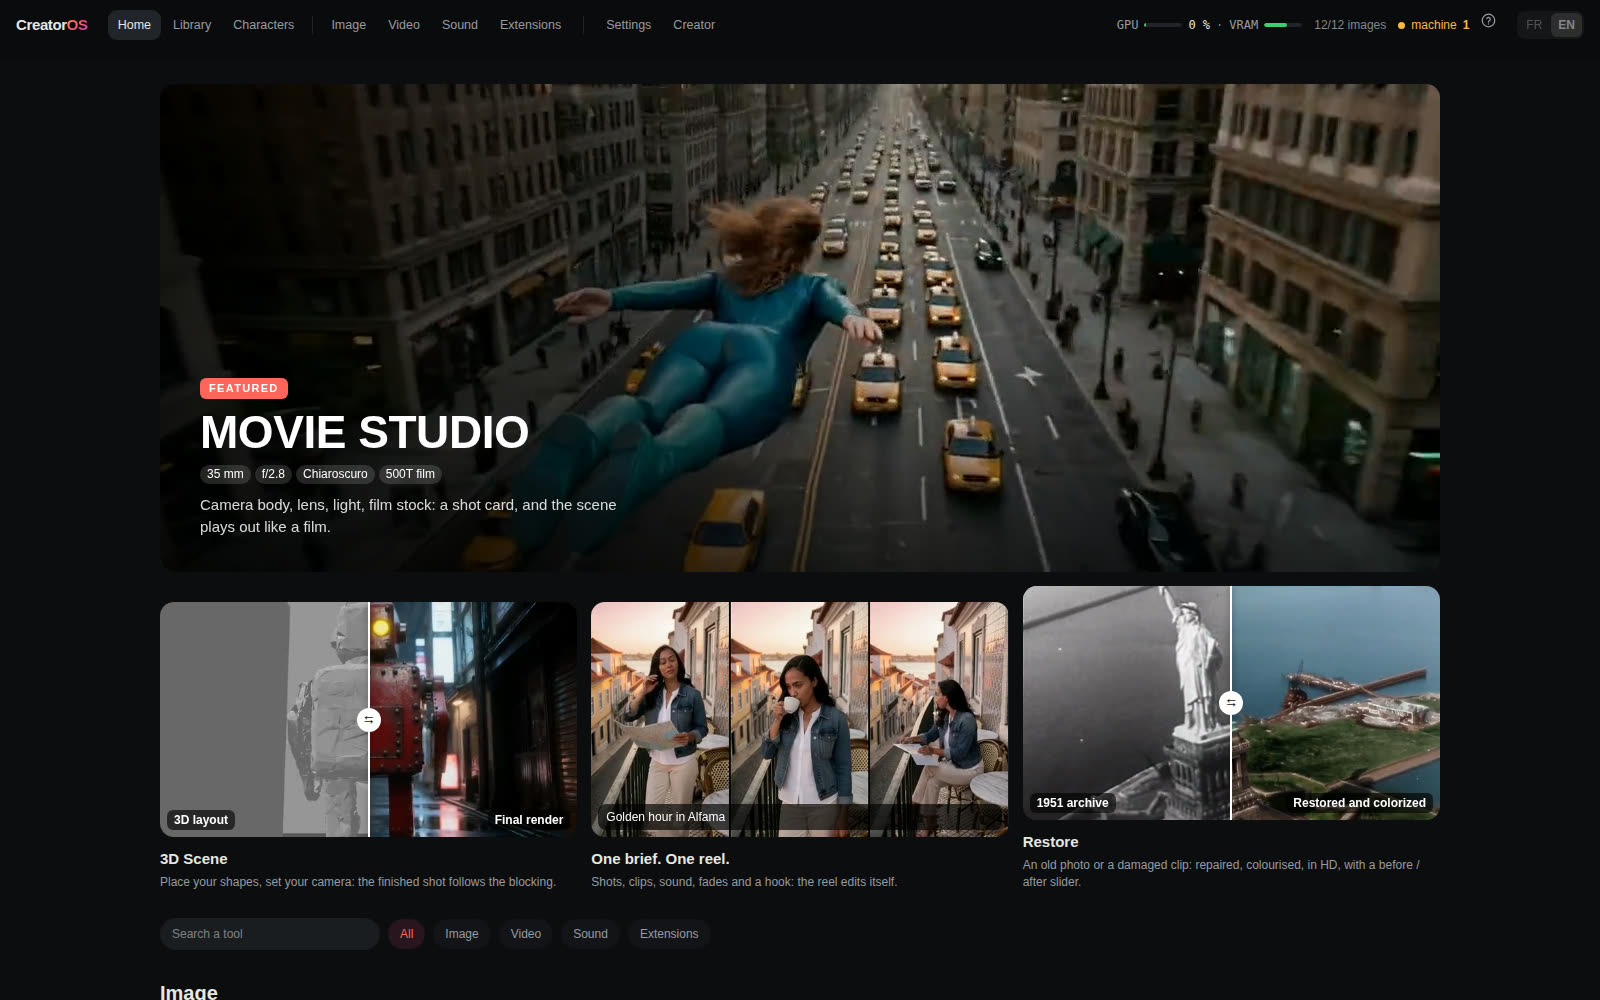 CreatorOS
Home Library Characters Image Video Sound Extensions Settings Creator
GPU 0 % · VRAM 12/12 images machine 1 ? FR EN
FEATURED
MOVIE STUDIO
35 mm f/2.8 Chiaroscuro 500T film
Camera body, lens, light, film stock: a shot card, and the scene
plays out like a film.
3D layout Final render
3D Scene
Place your shapes, set your camera: the finished shot follows the blocking.
Golden hour in Alfama
One brief. One reel.
Shots, clips, sound, fades and a hook: the reel edits itself.
1951 archive Restored and colorized
Restore
An old photo or a damaged clip: repaired, colourised, in HD, with a before /
after slider.
Search a tool All Image Video Sound Extensions
Image